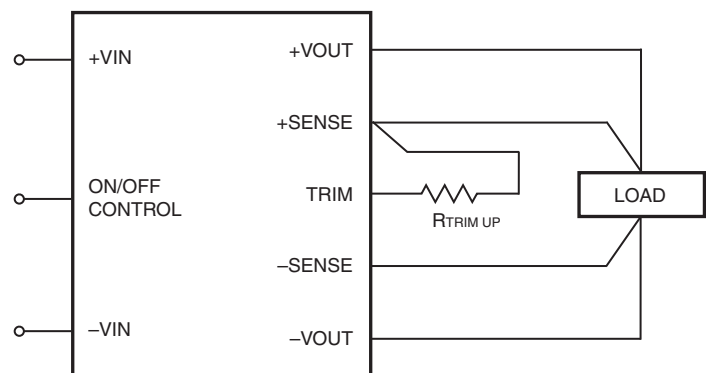 +VIN
+VOUT
+SENSE
ON/OFF
CONTROL
TRIM
RTRIM UP
LOAD
–SENSE
–VIN
–VOUT